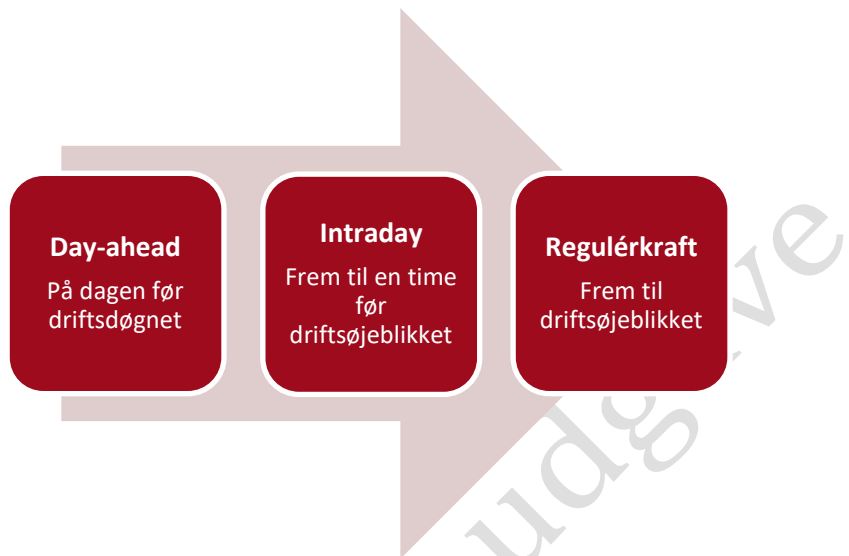 Day-ahead
På dagen før
driftsdøgnet
Intraday
Frem til en time
før
driftsøjeblikket
Regulérkraft
Frem til
driftsøjeblikket